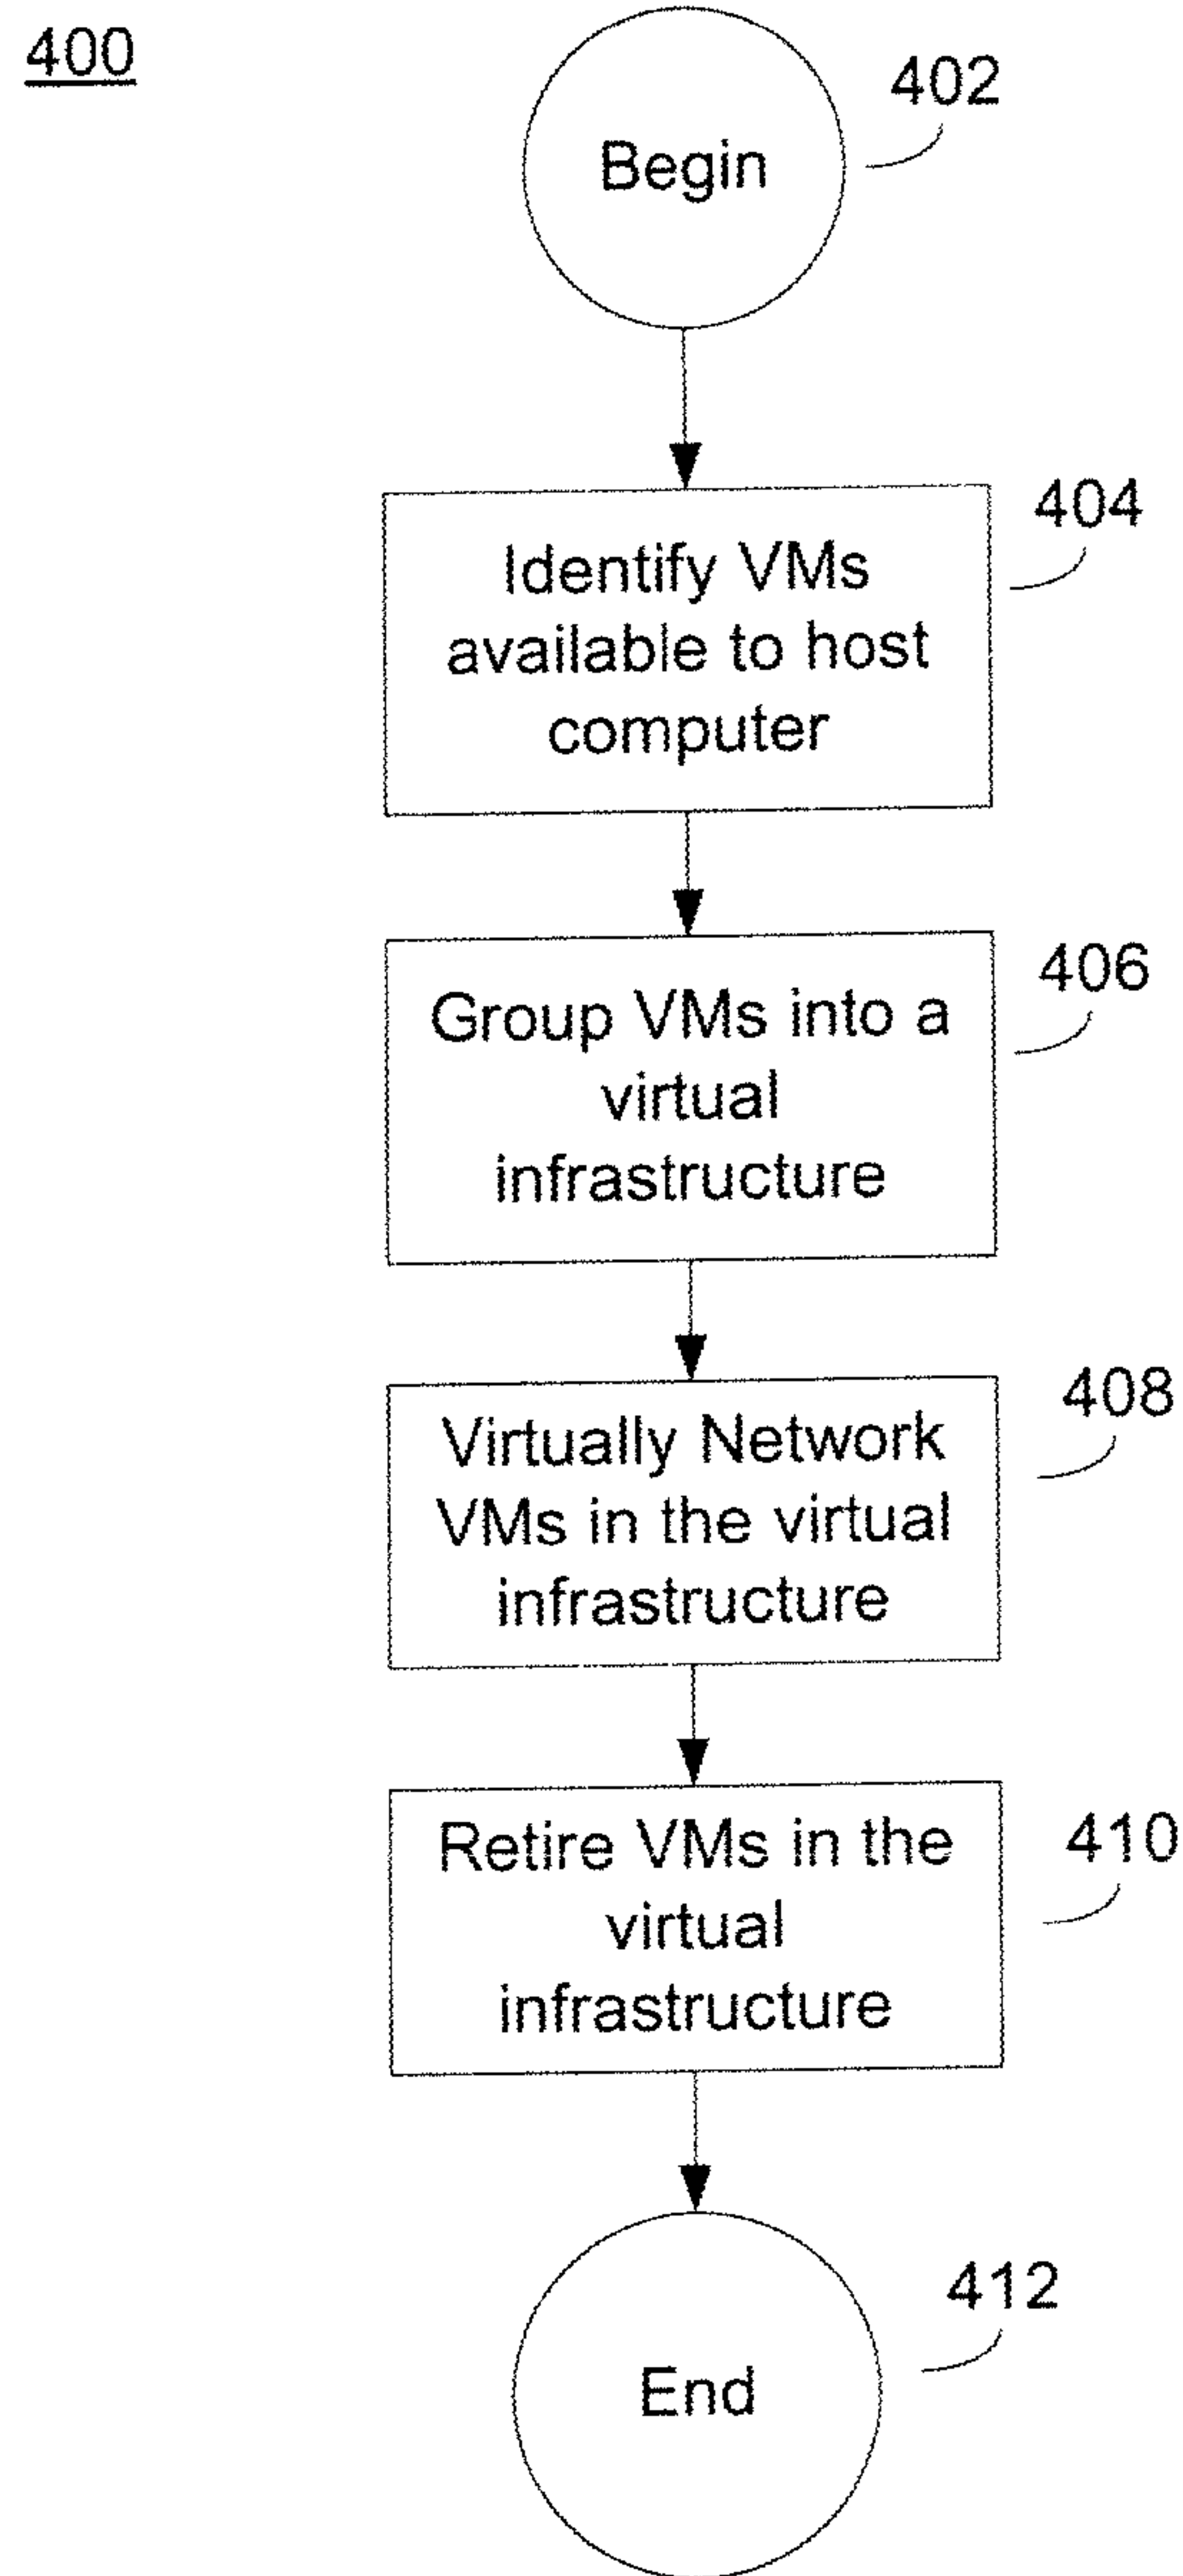 400
402
Begin
404
Identify VMs
available to host
computer
406
Group VMs into a
virtual
infrastructure
408
Virtually Network
VMs in the virtual
infrastructure
410
Retire VMs in the
virtual
infrastructure
412
End